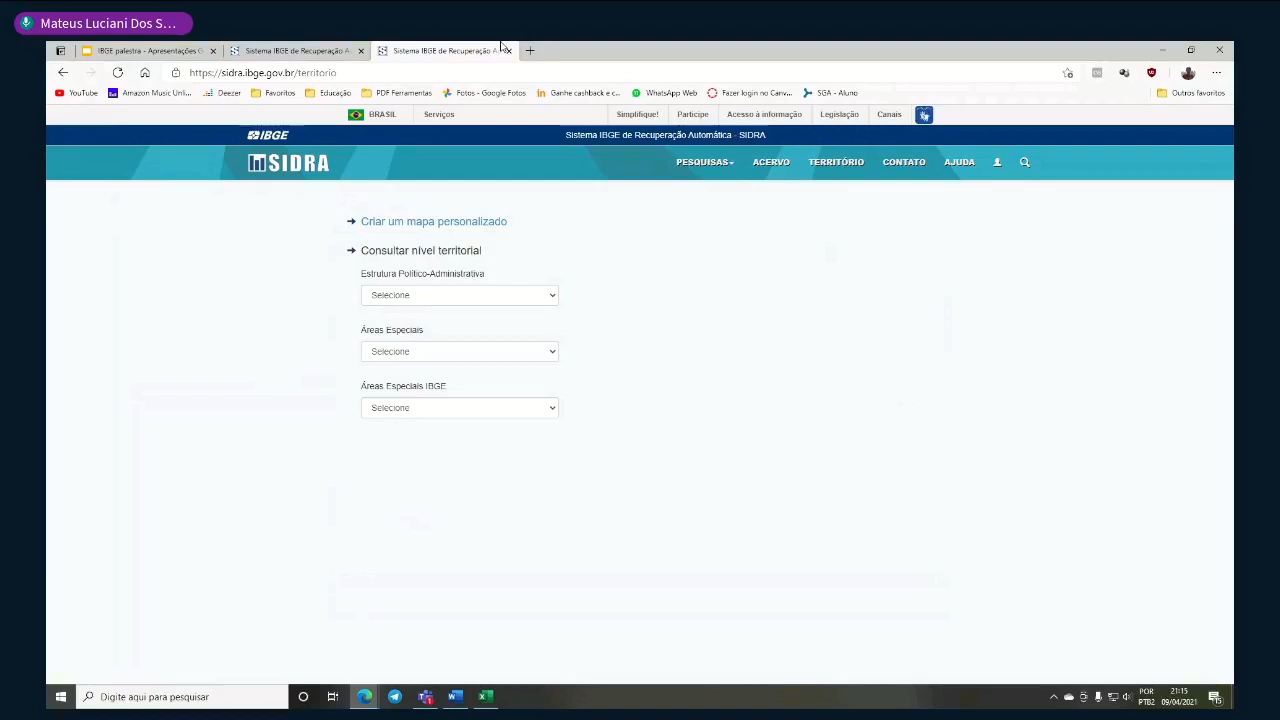 Mateus Luciani Dos S...
IBGE palestra - Apresentações G
Sistema IBGE de Recuperação Au
Sistema IBGE de Recuperação A
https://sidra.ibge.gov.br/territorio
YouTube
Amazon Music Unli...
Deezer
Favoritos
Educação
PDF Ferramentas
Fotos - Google Fotos
Ganhe cashback e c...
WhatsApp Web
Fazer login no Canv...
SGA - Aluno
Outros favoritos
BRASIL
Serviços
Simplifique!
Participe
Acesso à informação
Legislação
Canais
IBGE
Sistema IBGE de Recuperação Automática - SIDRA
SIDRA
PESQUISAS
ACERVO
TERRITÓRIO
CONTATO
AJUDA
Criar um mapa personalizado
Consultar nível territorial
Estrutura Político-Administrativa
Selecione
Áreas Especiais
Selecione
Áreas Especiais IBGE
Selecione
Digite aqui para pesquisar
POR
PTB2
21:15
09/04/2021
15